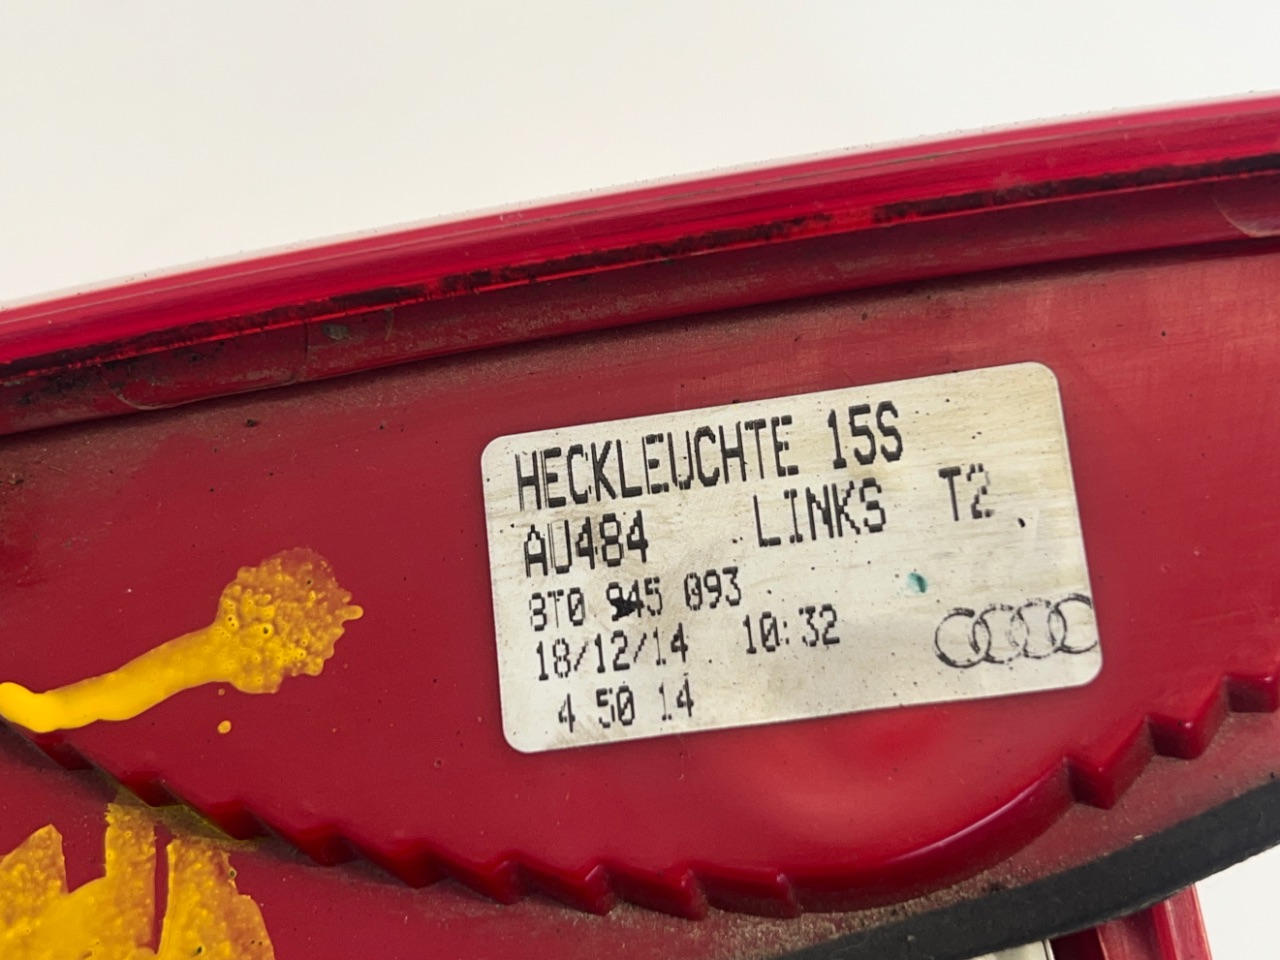 HECKLEUCHTE 15S
AU484 LINKS T2
8T0 945 093
18/12/14 10:32
4 50 14